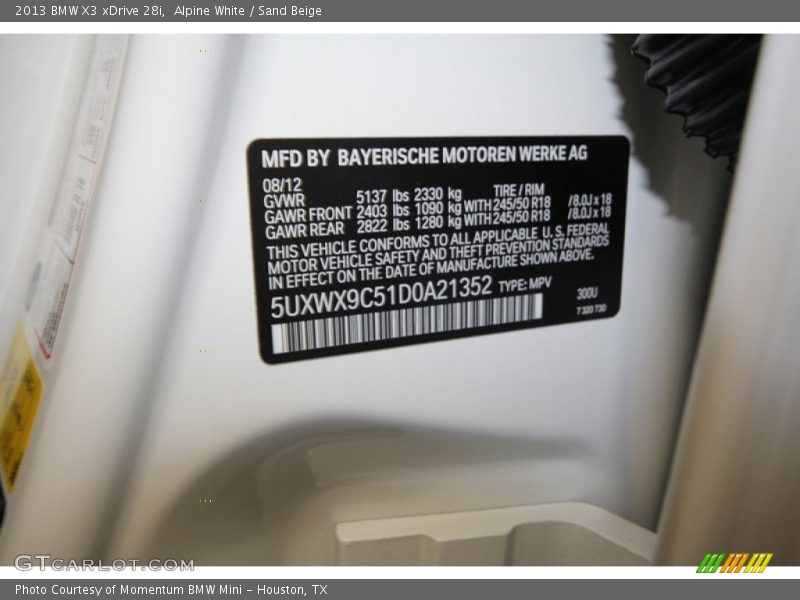 2013 BMW X3 xDrive 28i, Alpine White / Sand Beige
MFD BY BAYERISCHE MOTOREN WERKE AG
08/12
GVWR 5137 lbs 2330 kg TIRE / RIM
GAWR FRONT 2403 lbs 1090 kg WITH 245/50 R18 /8.0J x 18
GAWR REAR 2822 lbs 1280 kg WITH 245/50 R18 /8.0J x 18
THIS VEHICLE CONFORMS TO ALL APPLICABLE U.S. FEDERAL
MOTOR VEHICLE SAFETY AND THEFT PREVENTION STANDARDS
IN EFFECT ON THE DATE OF MANUFACTURE SHOWN ABOVE.
5UXWX9C51D0A21352 TYPE: MPV
300U
7 320 730
GTcarlot.com
Photo Courtesy of Momentum BMW Mini - Houston, TX